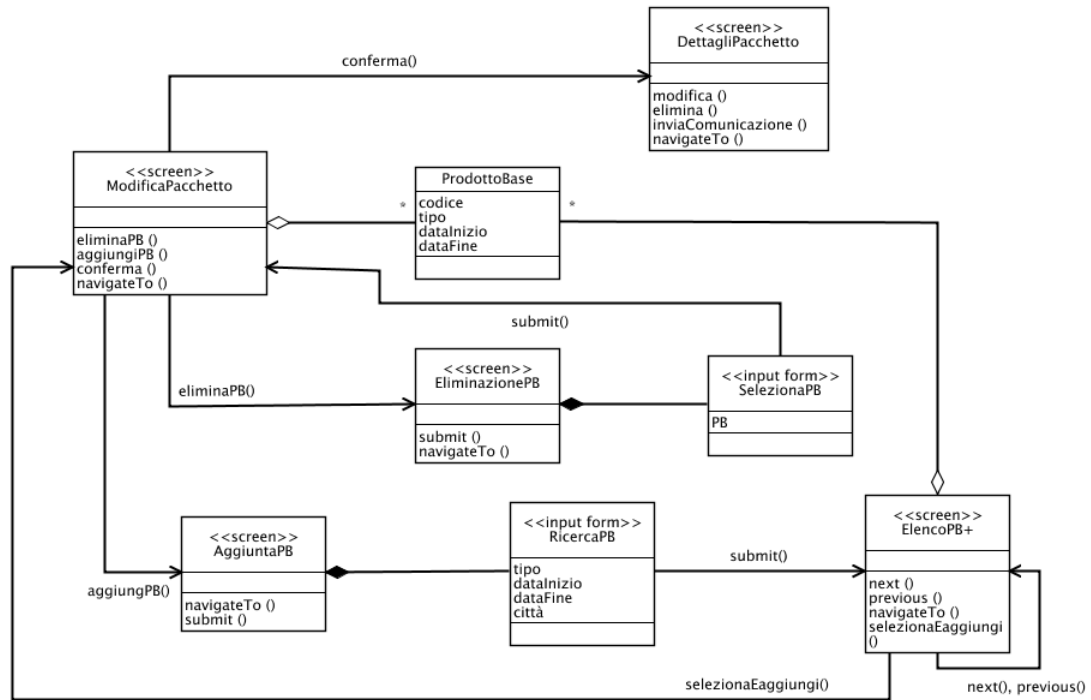 <<screen>>
DettagliPacchetto
modifica ()
elimina ()
inviaComunicazione ()
navigateTo ()
conferma()
<<screen>>
ModificaPacchetto
eliminaPB ()
aggiungiPB ()
conferma ()
navigateTo ()
*
ProdottoBase
codice
tipo
dataInizio
dataFine
*
submit()
eliminaPB()
<<screen>>
EliminazionePB
submit ()
navigateTo ()
<<input form>>
SelezionaPB
PB
aggiungPB()
<<screen>>
AggiuntaPB
navigateTo ()
submit ()
<<input form>>
RicercaPB
tipo
dataInizio
dataFine
città
submit()
<<screen>>
ElencoPB+
next ()
previous ()
navigateTo ()
selezionaEaggiungi
()
selezionaEaggiungi()
next(), previous()